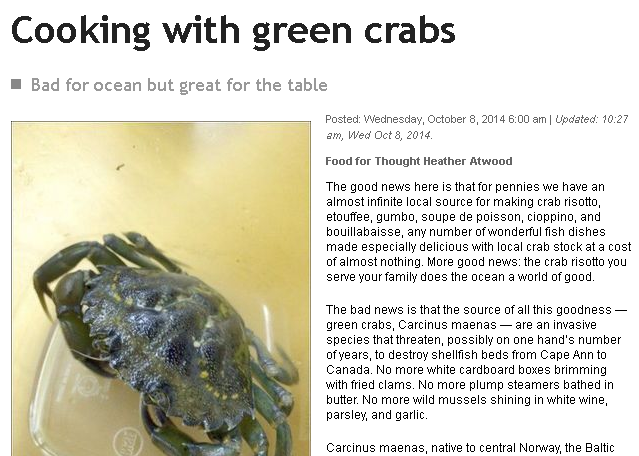 Cooking with green crabs
Bad for ocean but great for the table
Posted: Wednesday, October 8, 2014 6:00 am | Updated: 10:27
am, Wed Oct 8, 2014.
Food for Thought Heather Atwood
The good news here is that for pennies we have an
almost infinite local source for making crab risotto,
etouffee, gumbo, soupe de poisson, cioppino, and
bouillabaisse, any number of wonderful fish dishes
made especially delicious with local crab stock at a cost
of almost nothing. More good news: the crab risotto you
serve your family does the ocean a world of good.
The bad news is that the source of all this goodness —
green crabs, Carcinus maenas — are an invasive
species that threaten, possibly on one hand's number
of years, to destroy shellfish beds from Cape Ann to
Canada. No more white cardboard boxes brimming
with fried clams. No more plump steamers bathed in
butter. No more wild mussels shining in white wine,
parsley, and garlic.
Carcinus maenas, native to central Norway, the Baltic